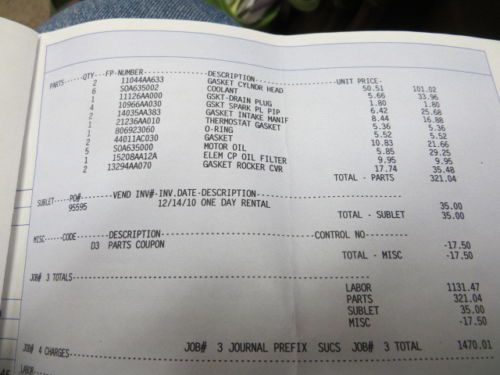 PARTS------QTY---FP-NUMBER---------------DESCRIPTION--------------------UNIT PRICE-
2 11044AA633 GASKET CYLNDR HEAD 50.51 101.02
6 SOA635002 COOLANT 5.66 33.96
1 11126AA000 GSKT-DRAIN PLUG 1.80 1.80
4 10966AA030 GSKT SPARK PL PIP 6.42 25.68
2 14035AA383 GASKET INTAKE MANIF 8.44 16.88
1 21236AA010 THERMOSTAT GASKET 5.36 5.36
1 806923060 O-RING 5.52 5.52
2 44011AC030 GASKET 10.83 21.66
5 SOA635000 MOTOR OIL 5.85 29.25
1 15208AA12A ELEM CP OIL FILTER 9.95 9.95
2 13294AA070 GASKET ROCKER CVR 17.74 35.48
TOTAL - PARTS 321.04
SUBLET---PO#------VEND INV#-INV.DATE-DESCRIPTION-----------------
95595 12/14/10 ONE DAY RENTAL 35.00
TOTAL - SUBLET 35.00
MISC-----CODE------DESCRIPTION--------------------CONTROL NO--------
D3 PARTS COUPON -17.50
TOTAL - MISC -17.50
JOB# 3 TOTALS-----------------------------------------
LABOR 1131.47
PARTS 321.04
SUBLET 35.00
MISC -17.50
JOB# 3 JOURNAL PREFIX SUCS JOB# 3 TOTAL 1470.01
JOB# 4 CHARGES-----------------------------------------
LABOR